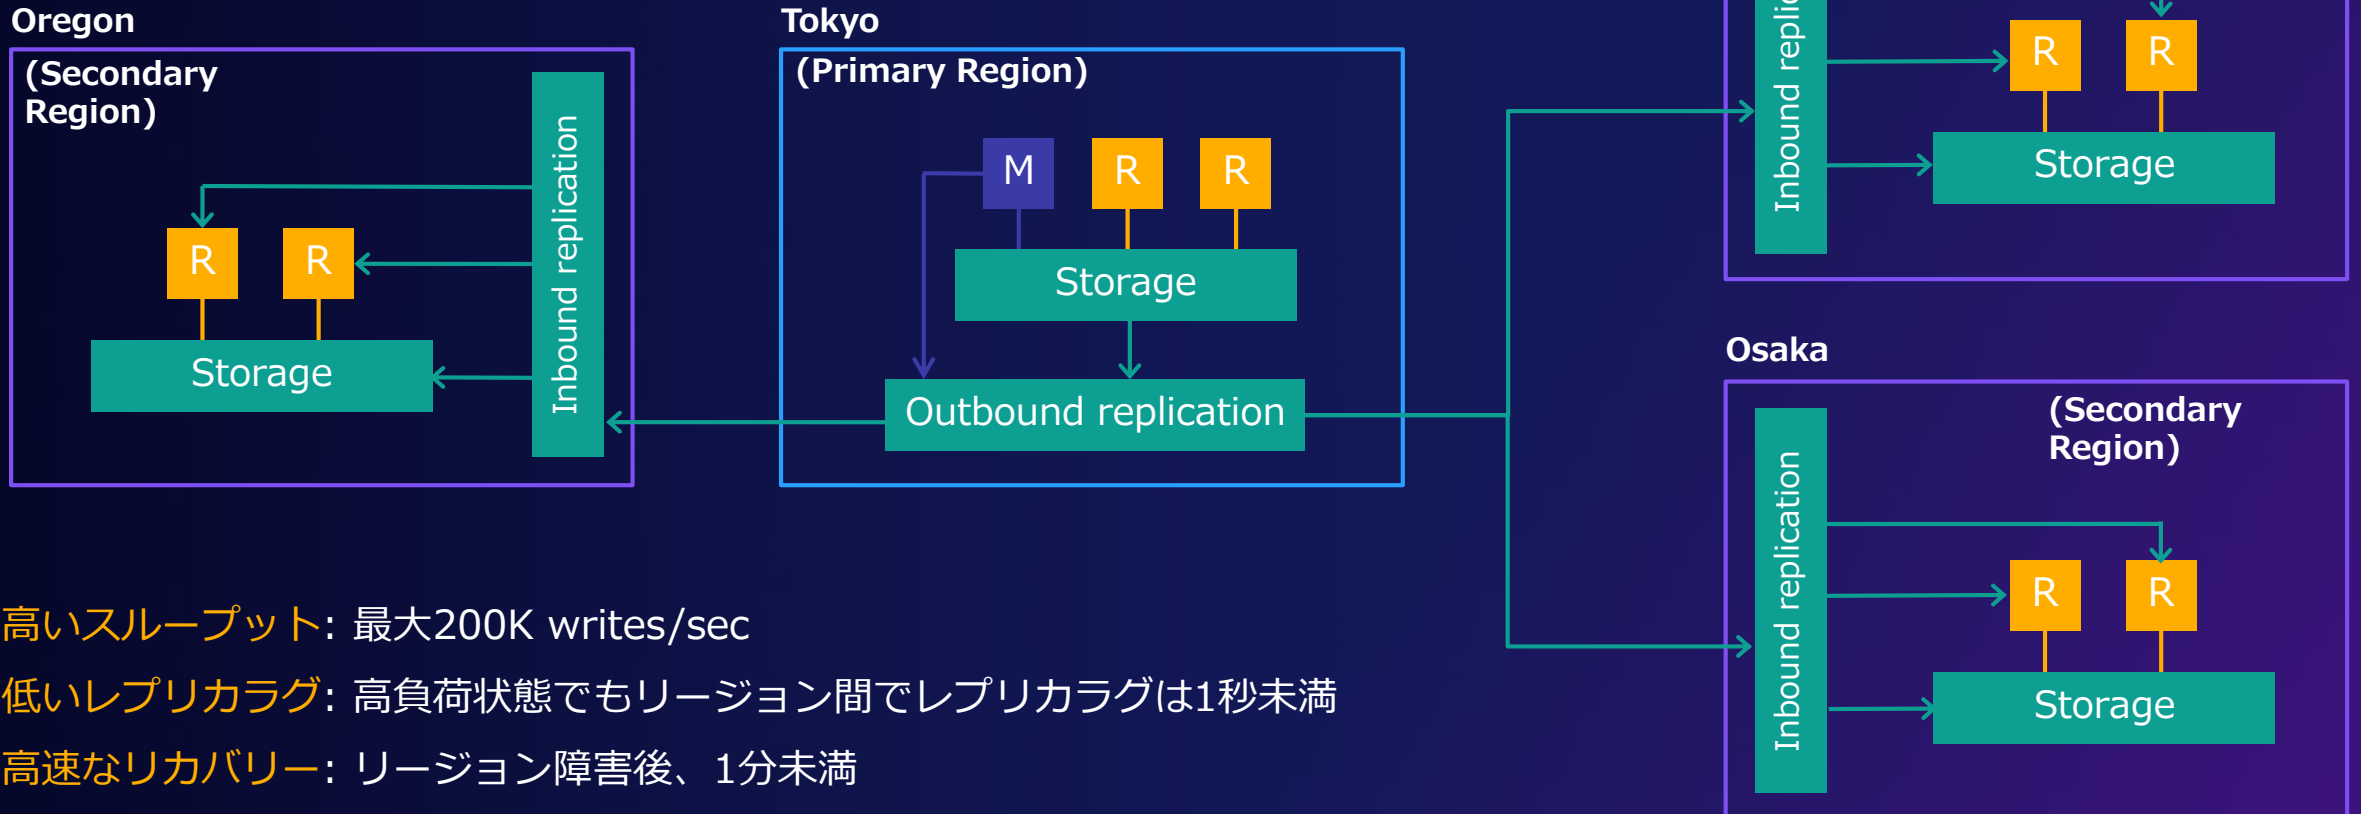 Oregon
(Secondary
Region)
Inbound replication
R
R
Storage
Tokyo
(Primary Region)
M
R
R
Storage
Outbound replication
R
R
Storage
Osaka
(Secondary
Region)
Inbound replication
R
R
Storage
高いスループット: 最大200K writes/sec
低いレプリカラグ: 高負荷状態でもリージョン間でレプリカラグは1秒未満
高速なリカバリー: リージョン障害後、1分未満
Inbound